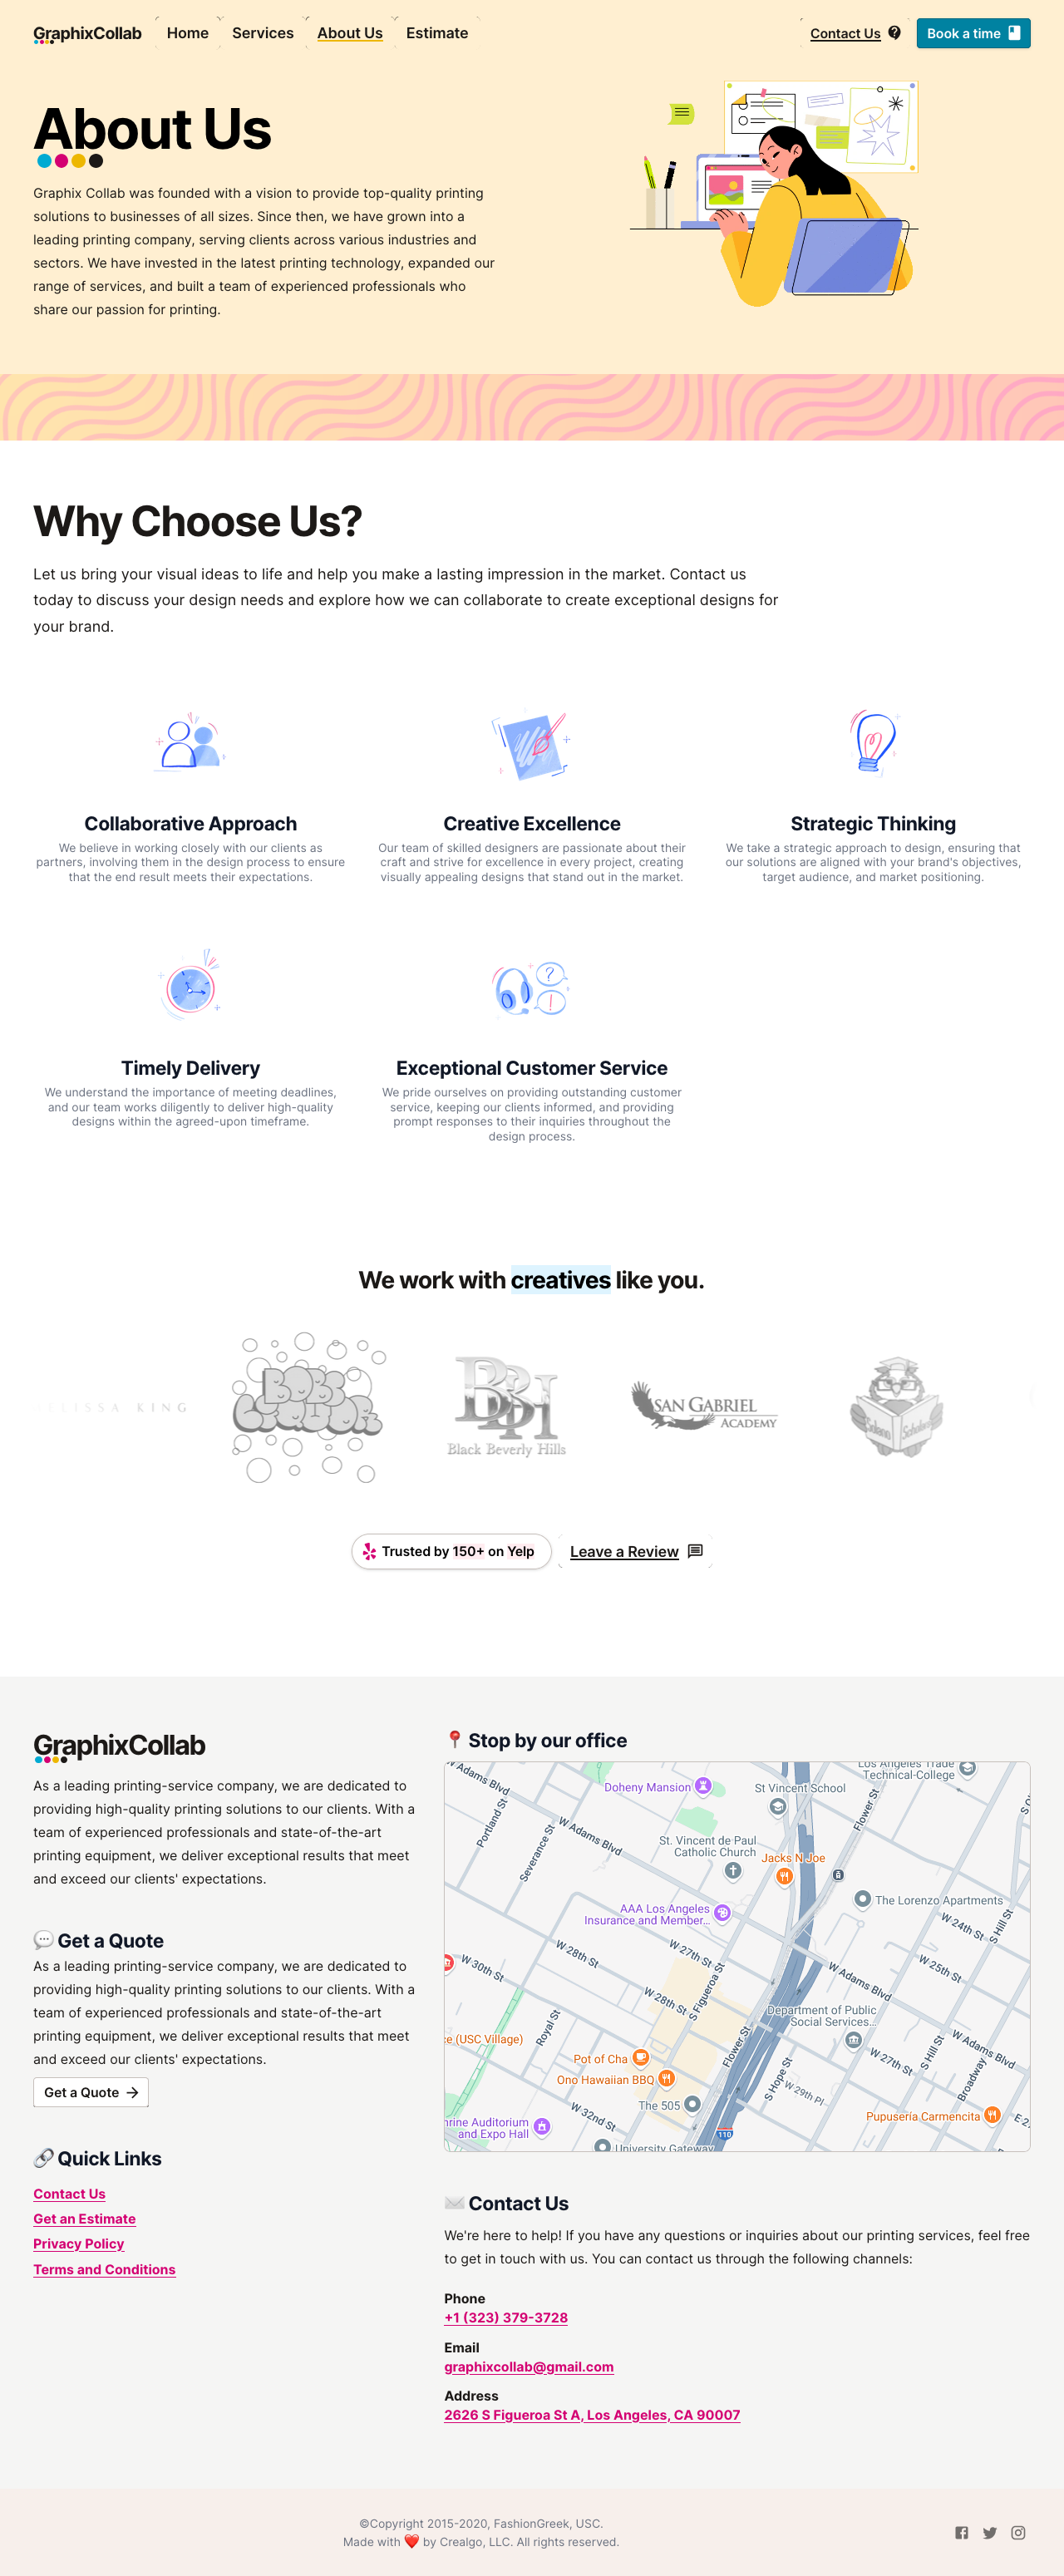 GraphixCollab
Home
Services
About Us
Estimate
Contact Us
Book a time
About Us
Graphix Collab was founded with a vision to provide top-quality printing
solutions to businesses of all sizes. Since then, we have grown into a
leading printing company, serving clients across various industries and
sectors. We have invested in the latest printing technology, expanded our
range of services, and built a team of experienced professionals who
share our passion for printing.
Why Choose Us?
Let us bring your visual ideas to life and help you make a lasting impression in the market. Contact us
today to discuss your design needs and explore how we can collaborate to create exceptional designs for
your brand.
Collaborative Approach
We believe in working closely with our clients as
partners, involving them in the design process to ensure
that the end result meets their expectations.
Creative Excellence
Our team of skilled designers are passionate about their
craft and strive for excellence in every project, creating
visually appealing designs that stand out in the market.
Strategic Thinking
We take a strategic approach to design, ensuring that
our solutions are aligned with your brand's objectives,
target audience, and market positioning.
Timely Delivery
We understand the importance of meeting deadlines,
and our team works diligently to deliver high-quality
designs within the agreed-upon timeframe.
Exceptional Customer Service
We pride ourselves on providing outstanding customer
service, keeping our clients informed, and providing
prompt responses to their inquiries throughout the
design process.
We work with creatives like you.
KING
BBH
Black Beverly Hills
SAN GABRIEL
ACADEMY
Solano Scholars
Trusted by 150+ on Yelp
Leave a Review
GraphixCollab
As a leading printing-service company, we are dedicated to
providing high-quality printing solutions to our clients. With a
team of experienced professionals and state-of-the-art
printing equipment, we deliver exceptional results that meet
and exceed our clients' expectations.
💬 Get a Quote
As a leading printing-service company, we are dedicated to
providing high-quality printing solutions to our clients. With a
team of experienced professionals and state-of-the-art
printing equipment, we deliver exceptional results that meet
and exceed our clients' expectations.
Get a Quote →
🔗 Quick Links
Contact Us
Get an Estimate
Privacy Policy
Terms and Conditions
📍 Stop by our office
W Adams Blvd
Doheny Mansion
St Vincent School
Los Angeles Trade
Technical-College
Portland St
Severance St
W Adams Blvd
Flower St
St. Vincent de Paul
Catholic Church
Jacks N Joe
AAA Los Angeles
Insurance and Member...
The Lorenzo Apartments
W 24th St
S Hill St
W 30th St
W 28th St
W 27th St
W 28th St
S Figueroa St
W Adams Blvd
W 25th St
Department of Public
Social Services...
(USC Village)
Royal St
Flower St
W 27th St
S Hill St
W Adams Blvd
Pot of Cha
Ono Hawaiian BBQ
S Hope St
W 29th Pl
Broadway
The 505
Pupusería Carmencita
W 32nd St
Auditorium
and Expo Hall
110
University Gateway
✉️ Contact Us
We're here to help! If you have any questions or inquiries about our printing services, feel free
to get in touch with us. You can contact us through the following channels:
Phone
+1 (323) 379-3728
Email
graphixcollab@gmail.com
Address
2626 S Figueroa St A, Los Angeles, CA 90007
©Copyright 2015-2020, FashionGreek, USC.
Made with ❤️ by Crealgo, LLC. All rights reserved.